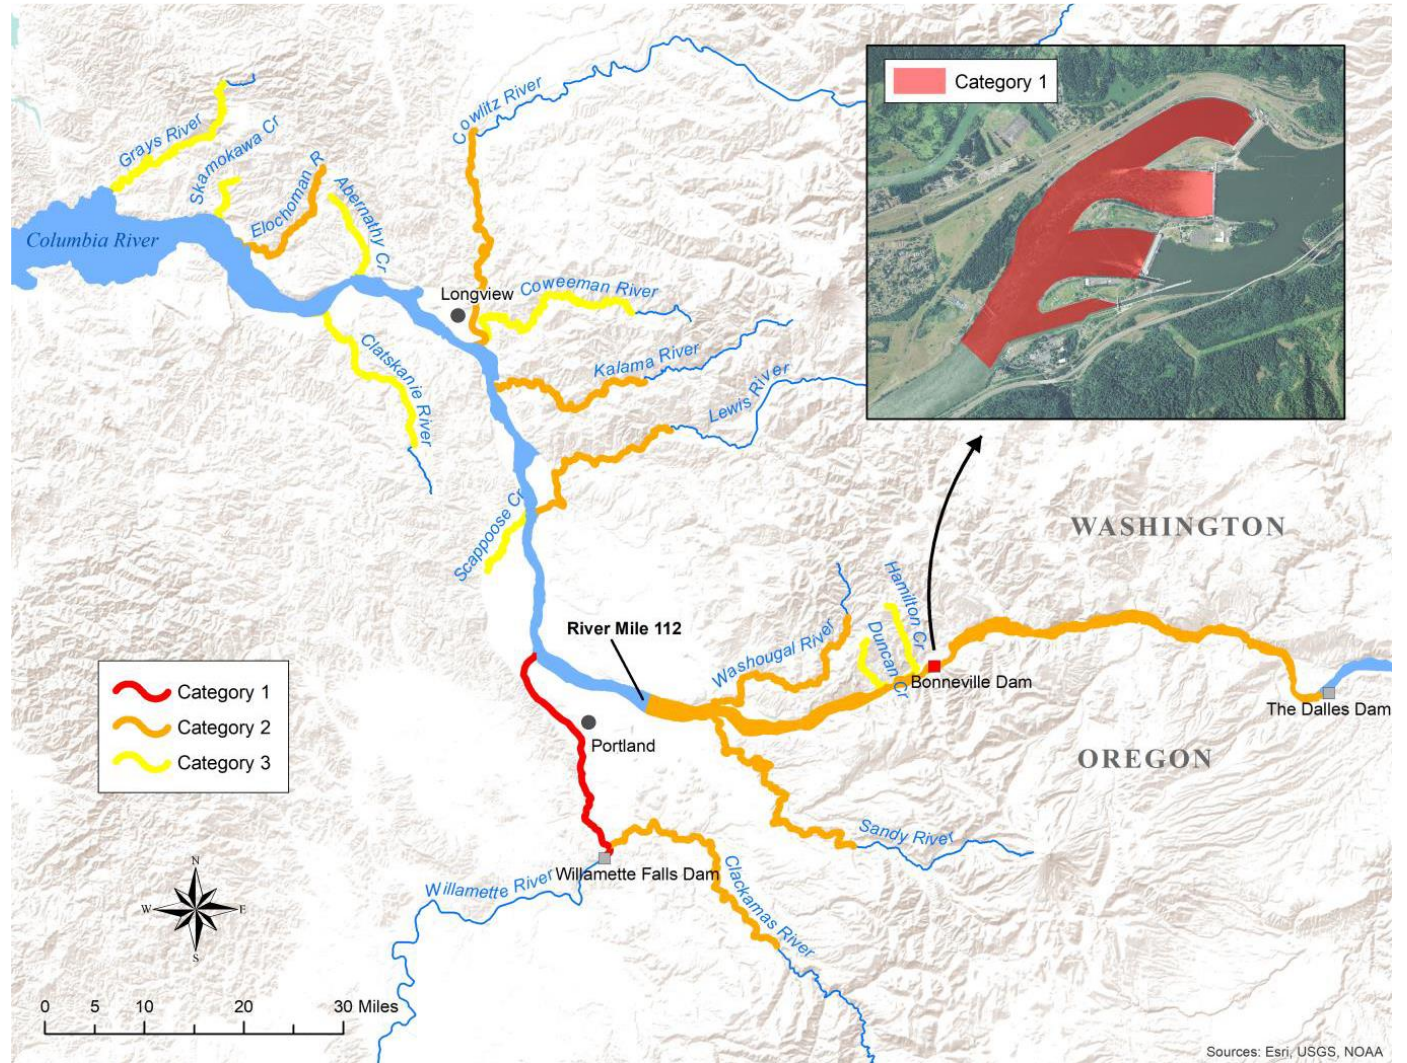 Category 1
Cowlitz River
Grays River
Skamokawa Cr
Elochoman R
Abernathy Cr
Columbia River
Longview
Coweeman River
Clatskanie River
Kalama River
Lewis River
Scappoose Cr
WASHINGTON
River Mile 112
Washougal River
Hamilton Cr
Duncan Cr
Bonneville Dam
The Dalles Dam
Category 1
Category 2
Category 3
Portland
OREGON
Sandy River
Willamette Falls Dam
Willamette River
Clackamas River
N
W E
S
0 5 10 20 30 Miles
Sources: Esri, USGS, NOAA